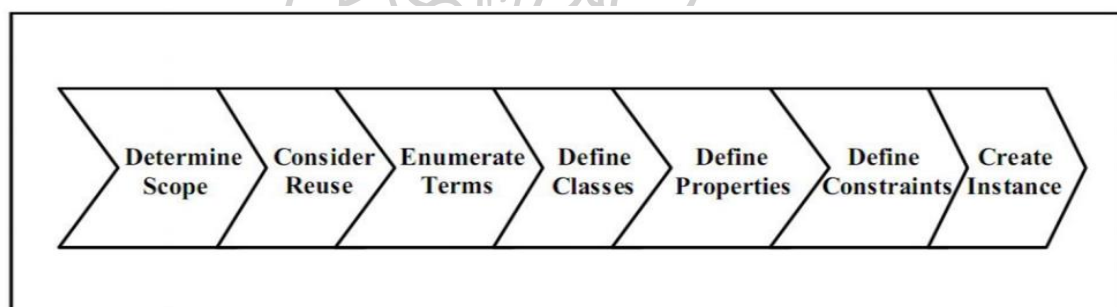 Determine
Scope
Consider
Reuse
Enumerate
Terms
Define
Classes
Define
Properties
Define
Constraints
Create
Instance